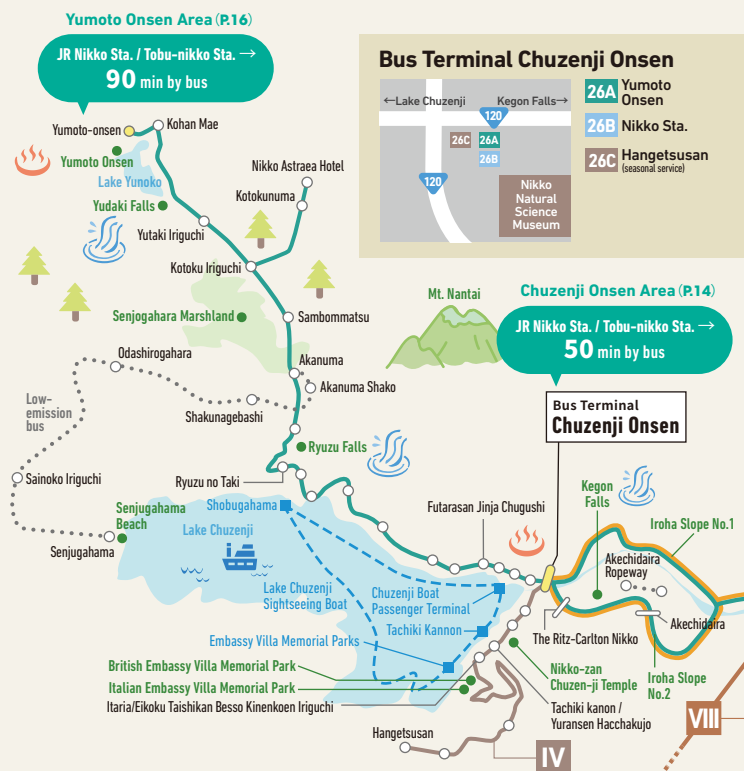 Yumoto Onsen Area (P.16)
JR Nikko Sta. / Tobu-nikko Sta. →
90 min by bus
Yumoto-onsen
Kohan Mae
Yumoto Onsen
Lake Yunoko
Nikko Astraea Hotel
Kotokunuma
Yudaki Falls
Yutaki Iriguchi
Kotoku Iriguchi
Senjogahara Marshland
Sambommatsu
Odashirogahara
Akanuma
Akanuma Shako
Low-
emission
bus
Shakunagebashi
Ryuzu Falls
Sainoko Iriguchi
Ryuzu no Taki
Senjugahama
Beach
Senjugahama
Shobugahama
Lake Chuzenji
Lake Chuzenji
Sightseeing Boat
Chuzenji Boat
Passenger Terminal
Tachiki Kannon
Embassy Villa Memorial Parks
British Embassy Villa Memorial Park
Italian Embassy Villa Memorial Park
Itaria/Eikoku Taishikan Besso Kinenkoen Iriguchi
Hangetsusan
IV
Bus Terminal Chuzenji Onsen
←Lake Chuzenji
Kegon Falls→
120
26C
26A
26B
120
Nikko
Natural
Science
Museum
26A Yumoto
Onsen
26B Nikko Sta.
26C Hangetsusan
(seasonal service)
Mt. Nantai
Chuzenji Onsen Area (P.14)
JR Nikko Sta. / Tobu-nikko Sta. →
50 min by bus
Bus Terminal
Chuzenji Onsen
Futarasan Jinja Chugushi
Kegon
Falls
Iroha Slope No.1
Akechidaira
Ropeway
Akechidaira
The Ritz-Carlton Nikko
Iroha Slope
No.2
Nikko-zan
Chuzen-ji Temple
Tachiki kanon /
Yuransen Hacchakujo
VIII